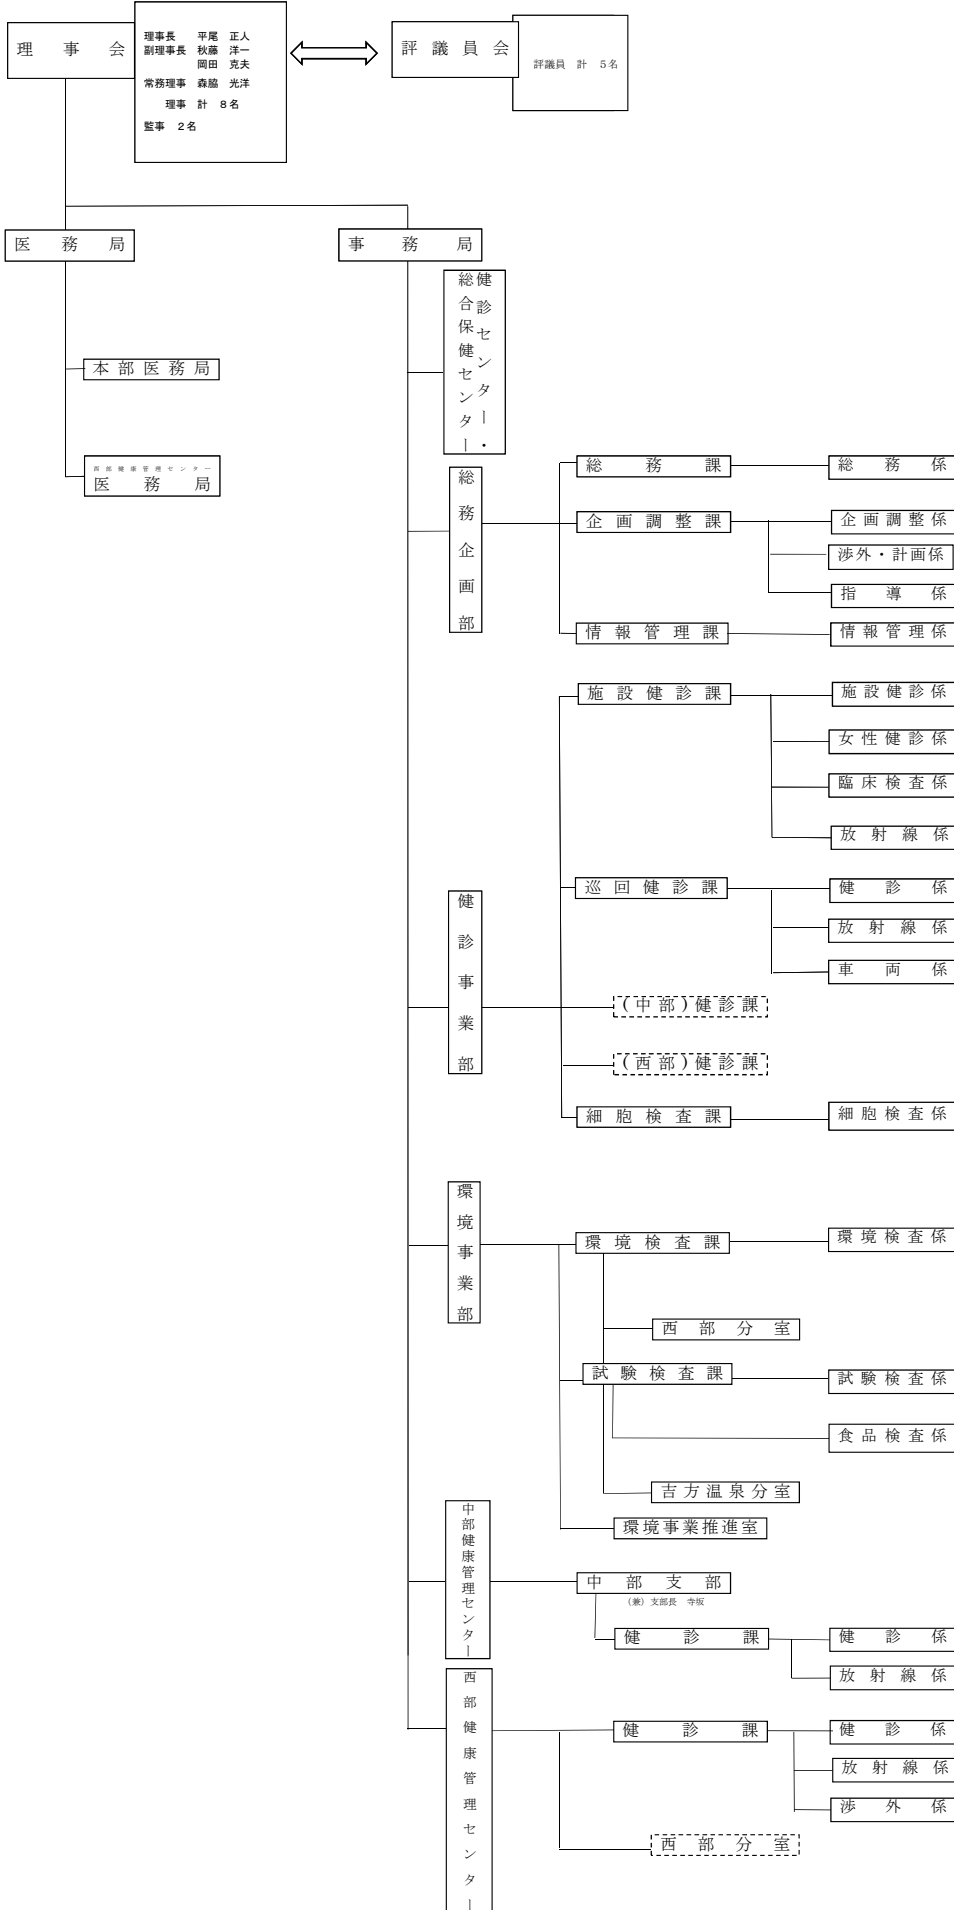 理事会
理事長　平尾　正人
副理事長　秋藤　洋一
岡田　克夫
常務理事　森脇　光洋
理事　計　8名
監事　2名
評議員会
評議員　計　5名
医務局
事務局
本部医務局
西部健康管理センター
医務局
健診センター・
総合保健センター
総務企画部
総務課
総務係
企画調整課
企画調整係
渉外・計画係
指導係
情報管理課
情報管理係
健診事業部
施設健診課
施設健診係
女性健診係
臨床検査係
放射線係
巡回健診課
健診係
放射線係
車両係
(中部)健診課
(西部)健診課
細胞検査課
細胞検査係
環境事業部
環境検査課
環境検査係
西部分室
試験検査課
試験検査係
食品検査係
吉方温泉分室
環境事業推進室
中部健康管理センター
中部支部
(兼) 支部長　寺坂
健診課
健診係
放射線係
西部健康管理センター
健診課
健診係
放射線係
渉外係
西部分室